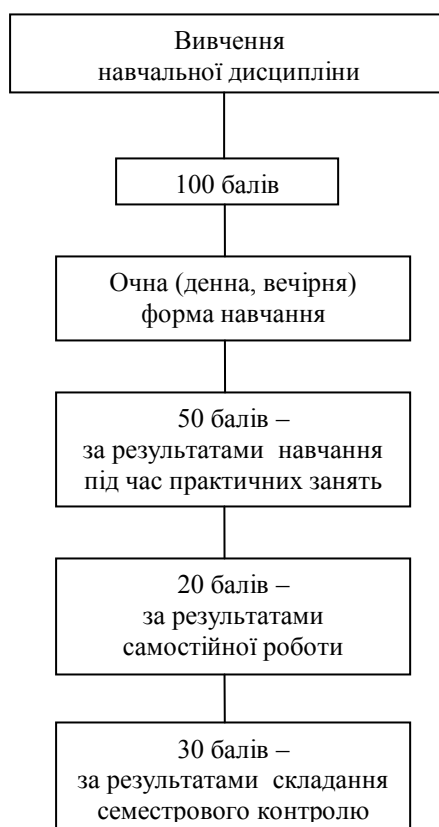 Вивчення
навчальної дисципліни
100 балів
Очна (денна, вечірня)
форма навчання
50 балів –
за результатами навчання
під час практичних занять
20 балів –
за результатами
самостійної роботи
30 балів –
за результатами складання
семестрового контролю